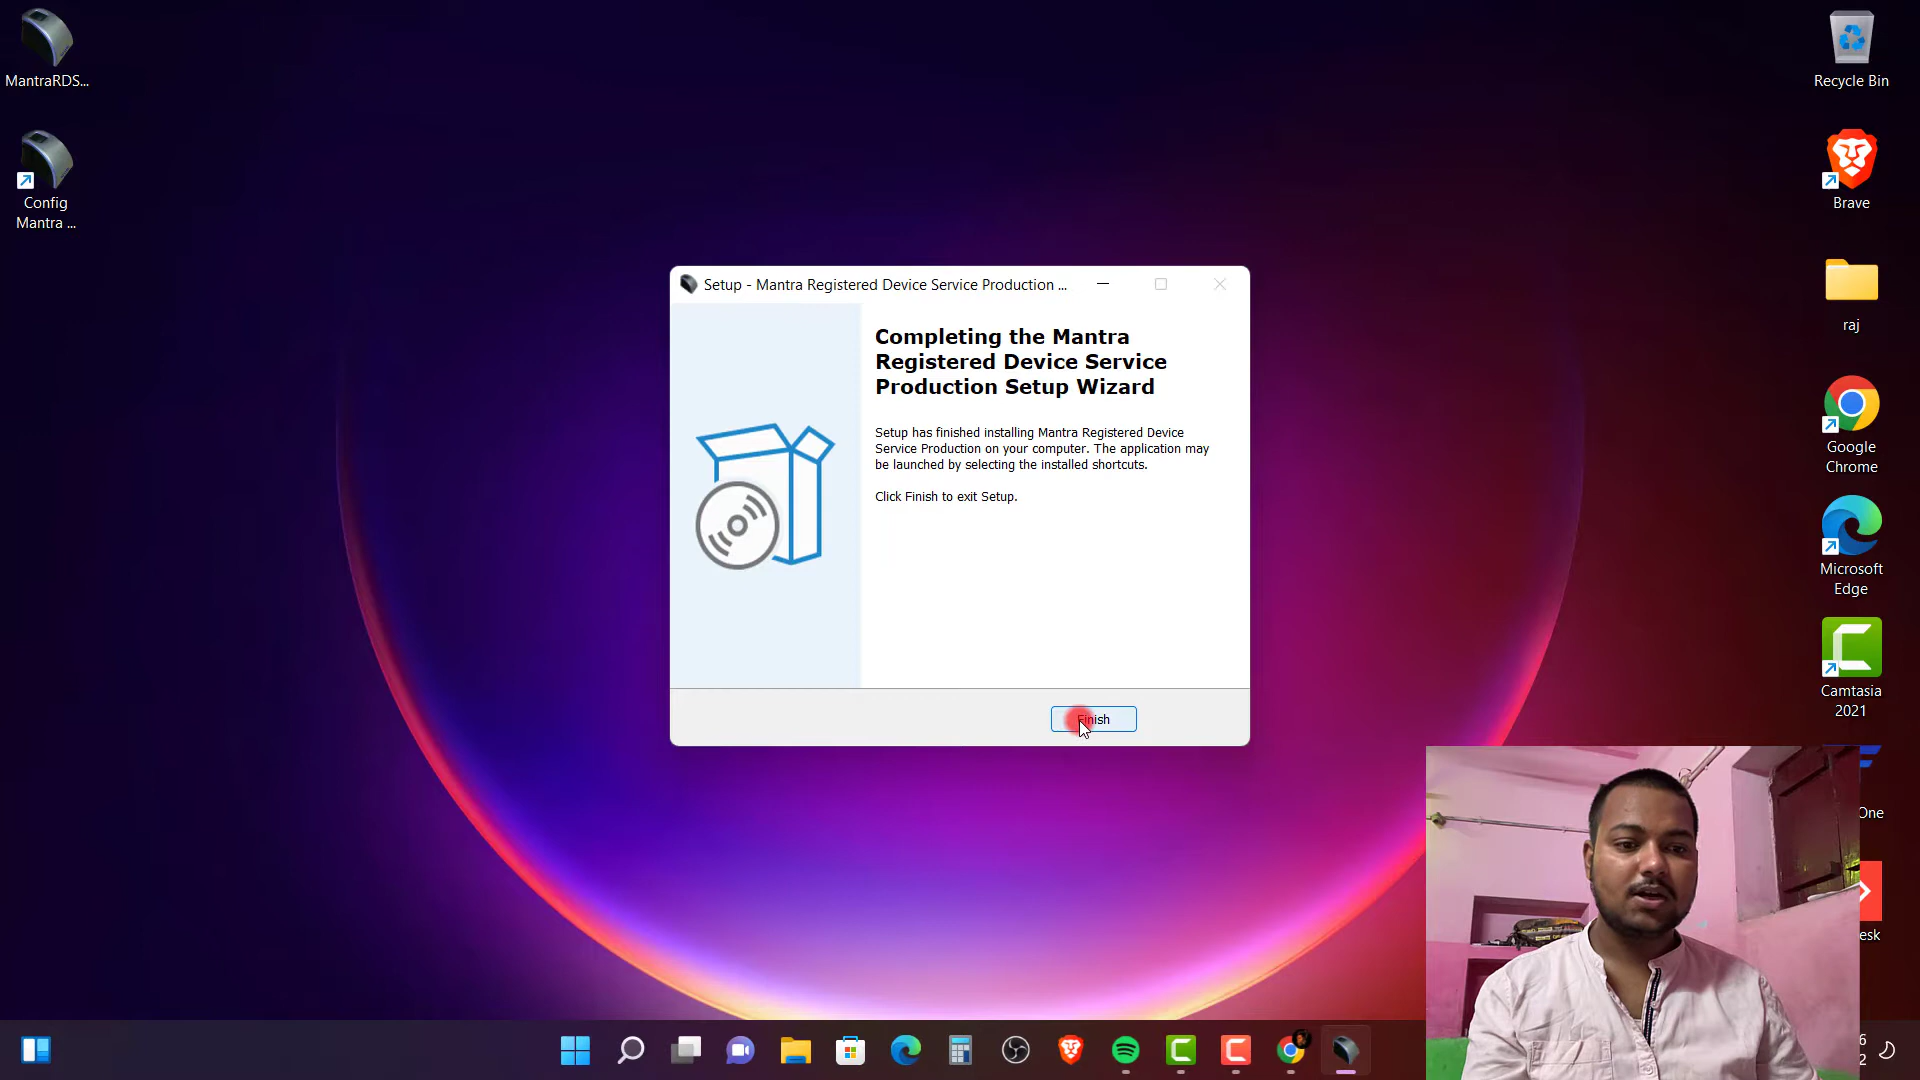 MantraRDS...
Config
Mantra ...
Setup - Mantra Registered Device Service Production ...
Completing the Mantra
Registered Device Service
Production Setup Wizard
Setup has finished installing Mantra Registered Device
Service Production on your computer. The application may
be launched by selecting the installed shortcuts.
Click Finish to exit Setup.
Finish
Recycle Bin
Brave
raj
Google
Chrome
Microsoft
Edge
Camtasia
2021
One
esk
6
2